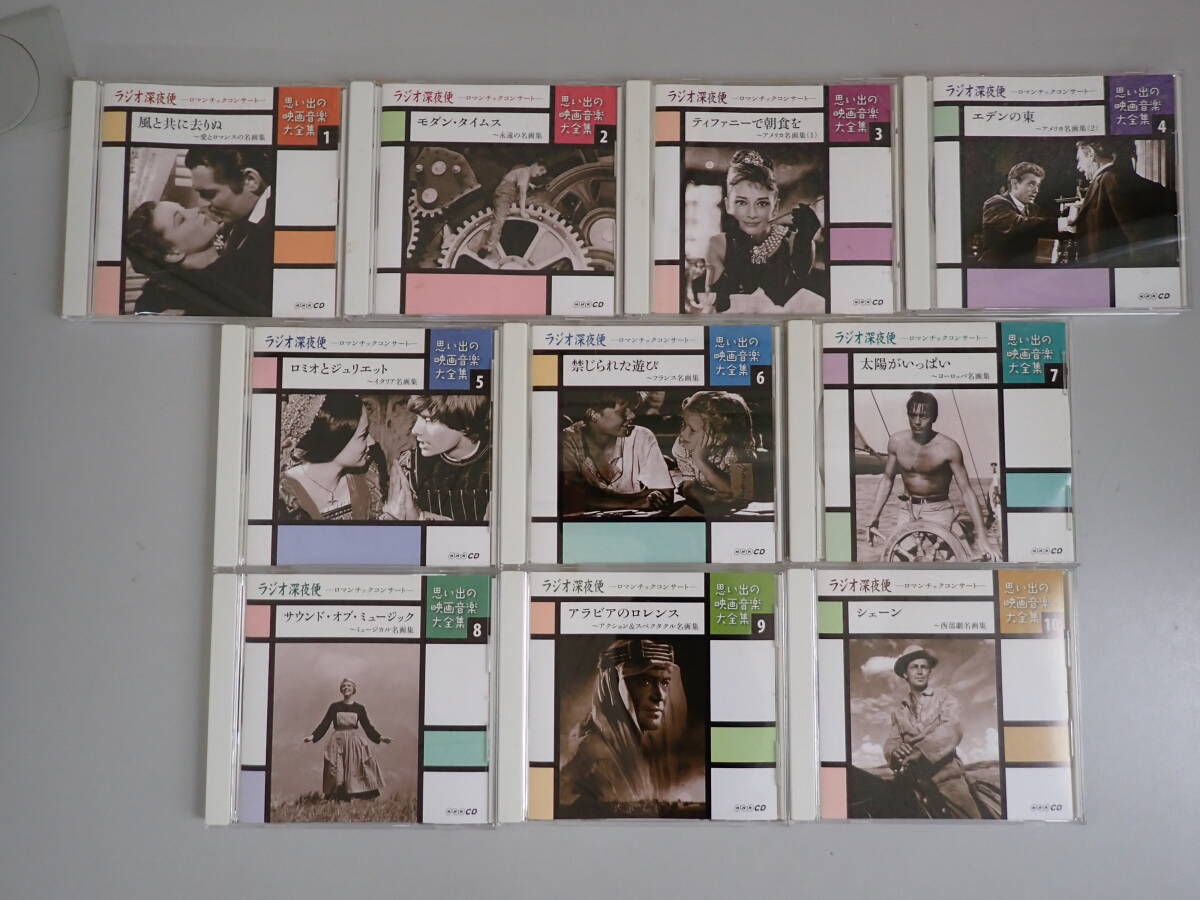 ラジオ深夜便 ―ロマンチックコンサート―
思い出の
映画音楽
大全集 1
風と共に去りぬ
～愛とロマンスの名画集
NHK CD
ラジオ深夜便 ―ロマンチックコンサート―
思い出の
映画音楽
大全集 2
モダン・タイムス
～永遠の名画集
NHK CD
ラジオ深夜便 ―ロマンチックコンサート―
思い出の
映画音楽
大全集 3
ティファニーで朝食を
～アメリカ名画集(1)
NHK CD
ラジオ深夜便 ―ロマンチックコンサート―
思い出の
映画音楽
大全集 4
エデンの東
～アメリカ名画集(2)
NHK CD
ラジオ深夜便 ―ロマンチックコンサート―
思い出の
映画音楽
大全集 5
ロミオとジュリエット
～イタリア名画集
NHK CD
ラジオ深夜便 ―ロマンチックコンサート―
思い出の
映画音楽
大全集 6
禁じられた遊び
～フランス名画集
NHK CD
ラジオ深夜便 ―ロマンチックコンサート―
思い出の
映画音楽
大全集 7
太陽がいっぱい
～ヨーロッパ名画集
NHK CD
ラジオ深夜便 ―ロマンチックコンサート―
思い出の
映画音楽
大全集 8
サウンド・オブ・ミュージック
～ミュージカル名画集
NHK CD
ラジオ深夜便 ―ロマンチックコンサート―
思い出の
映画音楽
大全集 9
アラビアのロレンス
～アクション&スペクタクル名画集
NHK CD
ラジオ深夜便 ―ロマンチックコンサート―
思い出の
映画音楽
大全集 10
シェーン
～西部劇名画集
NHK CD